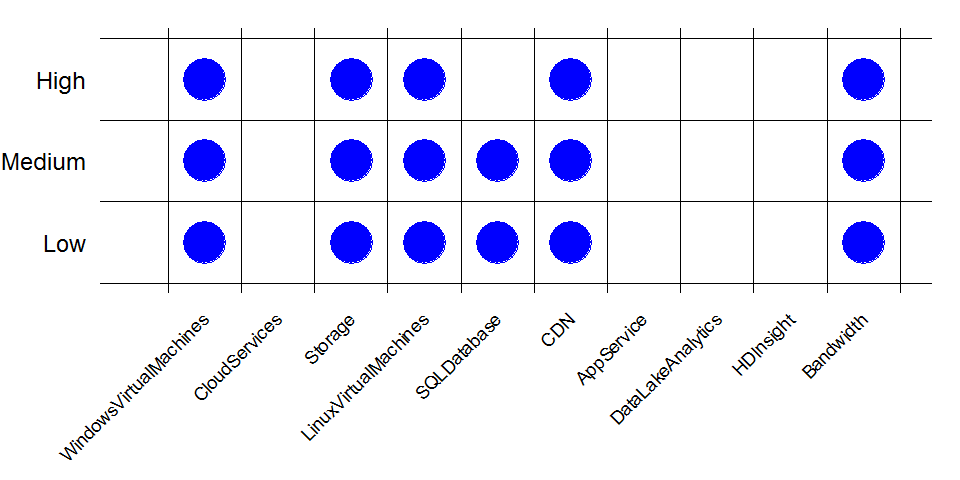 High
Medium
Low
WindowsVirtualMachines
CloudServices
Storage
LinuxVirtualMachines
SQLDatabase
CDN
AppService
DataLakeAnalytics
HDInsight
Bandwidth